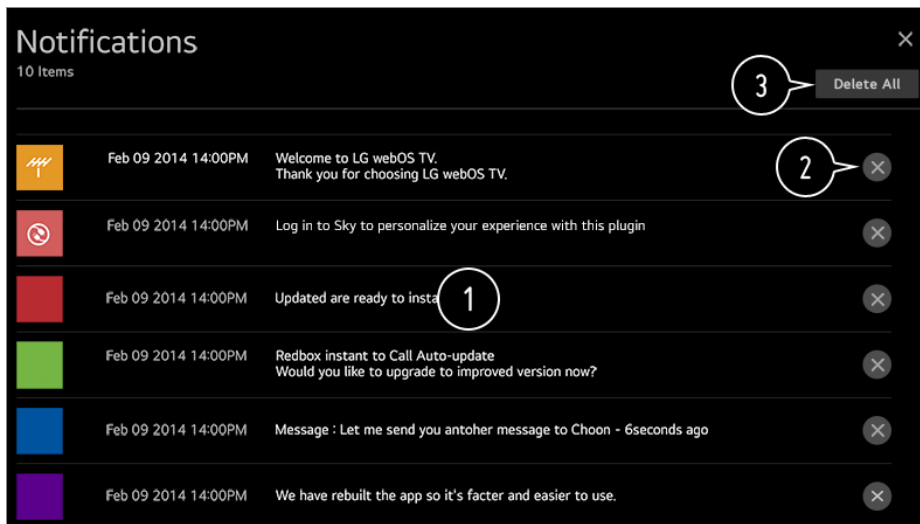 Notifications
10 Items
3
Delete All
Feb 09 2014 14:00PM
Welcome to LG webOS TV.
Thank you for choosing LG webOS TV.
2
Feb 09 2014 14:00PM
Log in to Sky to personalize your experience with this plugin
Feb 09 2014 14:00PM
Updated are ready to insta
1
Feb 09 2014 14:00PM
Redbox instant to Call Auto-update
Would you like to upgrade to improved version now?
Feb 09 2014 14:00PM
Message : Let me send you antoher message to Choon - 6seconds ago
Feb 09 2014 14:00PM
We have rebuilt the app so it's facter and easier to use.